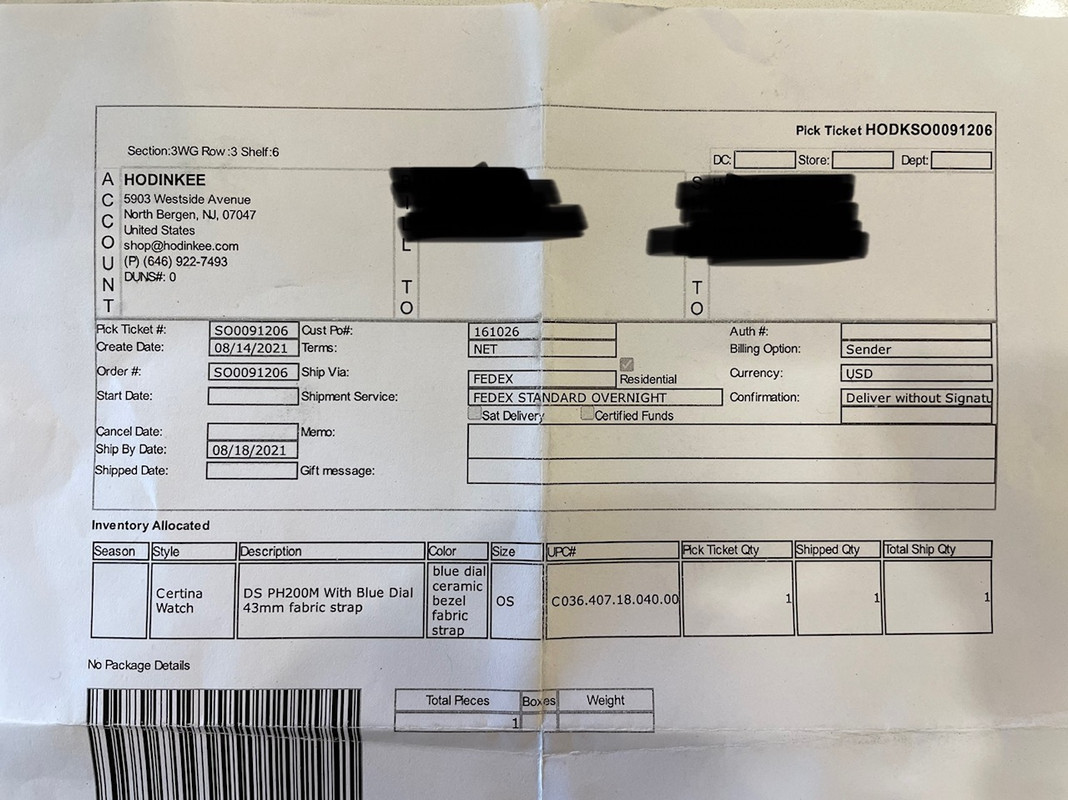 Pick Ticket HODKSO0091206
Section:3WG Row:3 Shelf:6
DC: Store: Dept:
ACCOUNT
HODINKEE
5903 Westside Avenue
North Bergen, NJ, 07047
United States
shop@hodinkee.com
(P) (646) 922-7493
DUNS#: 0
L TO
S TO
Pick Ticket #: SO0091206 Cust Po#: 161026 Auth #:
Create Date: 08/14/2021 Terms: NET Billing Option: Sender
Order #: SO0091206 Ship Via: FEDEX Residential Currency: USD
Start Date: Shipment Service: FEDEX STANDARD OVERNIGHT Confirmation: Deliver without Signatu
Sat Delivery Certified Funds
Cancel Date: Memo:
Ship By Date: 08/18/2021
Shipped Date: Gift message:
Inventory Allocated
Season Style Description Color Size UPC# Pick Ticket Qty Shipped Qty Total Ship Qty
Certina Watch DS PH200M With Blue Dial 43mm fabric strap blue dial ceramic bezel fabric strap OS C036.407.18.040.00 1 1 1
No Package Details
Total Pieces Boxes Weight
1